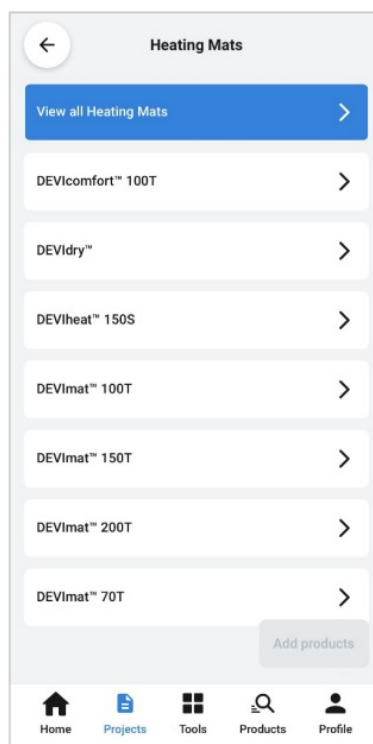 Heating Mats
View all Heating Mats
DEVIcomfort™ 100T
DEVIdry™
DEVIheat™ 150S
DEVImat™ 100T
DEVImat™ 150T
DEVImat™ 200T
DEVImat™ 70T
Add products
Home Projects Tools Products Profile